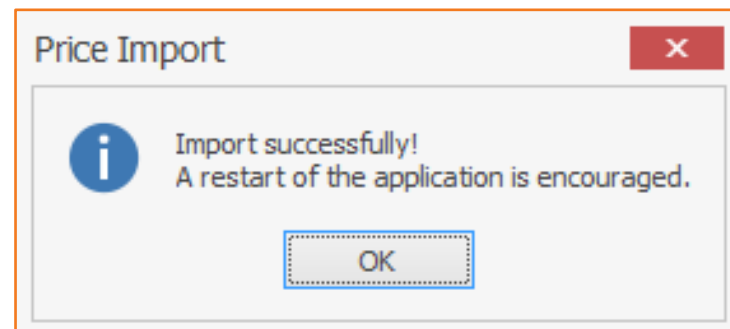 Price Import
Import successfully!
A restart of the application is encouraged.
OK